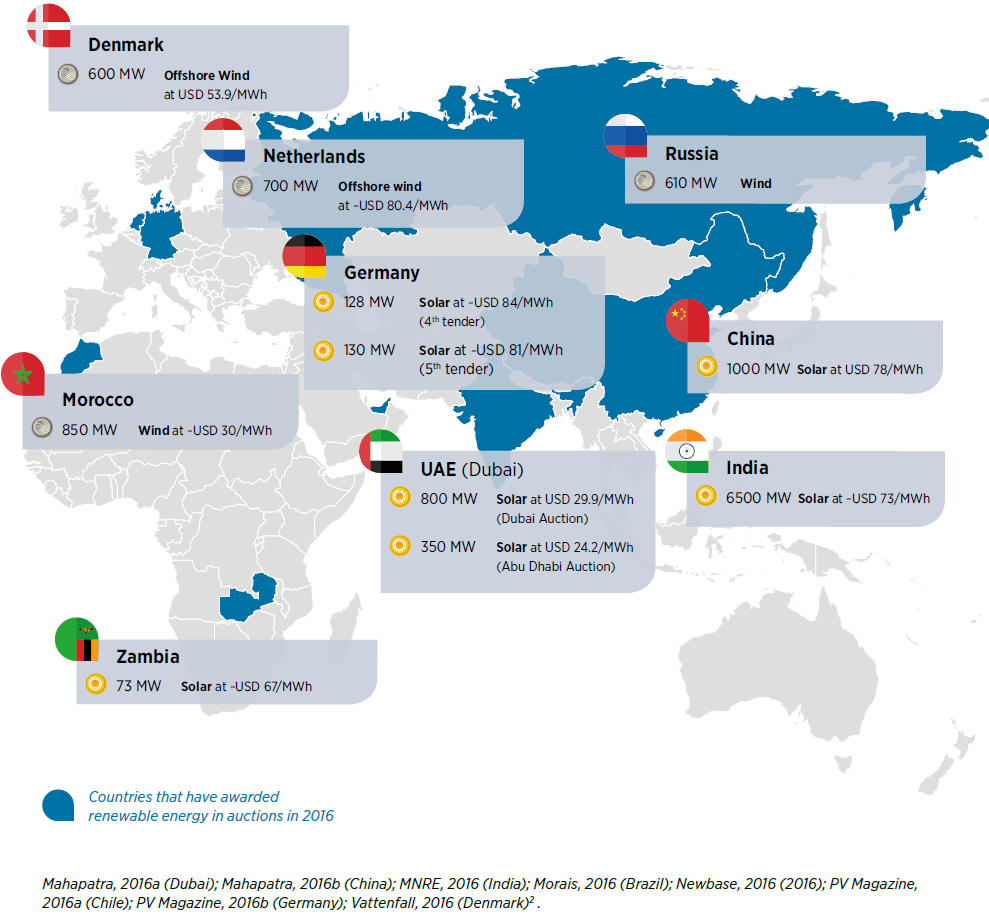 Denmark
600 MW Offshore Wind
at USD 53.9/MWh
Netherlands
700 MW Offshore wind
at ~USD 80.4/MWh
Russia
610 MW Wind
Germany
128 MW Solar at ~USD 84/MWh
(4th tender)
130 MW Solar at ~USD 81/MWh
(5th tender)
China
1000 MW Solar at USD 78/MWh
Morocco
850 MW Wind at ~USD 30/MWh
UAE (Dubai)
800 MW Solar at USD 29.9/MWh
(Dubai Auction)
350 MW Solar at USD 24.2/MWh
(Abu Dhabi Auction)
India
6500 MW Solar at ~USD 73/MWh
Zambia
73 MW Solar at ~USD 67/MWh
Countries that have awarded
renewable energy in auctions in 2016
Mahapatra, 2016a (Dubai); Mahapatra, 2016b (China); MNRE, 2016 (India); Morais, 2016 (Brazil); Newbase, 2016 (2016); PV Magazine,
2016a (Chile); PV Magazine, 2016b (Germany); Vattenfall, 2016 (Denmark)2 .